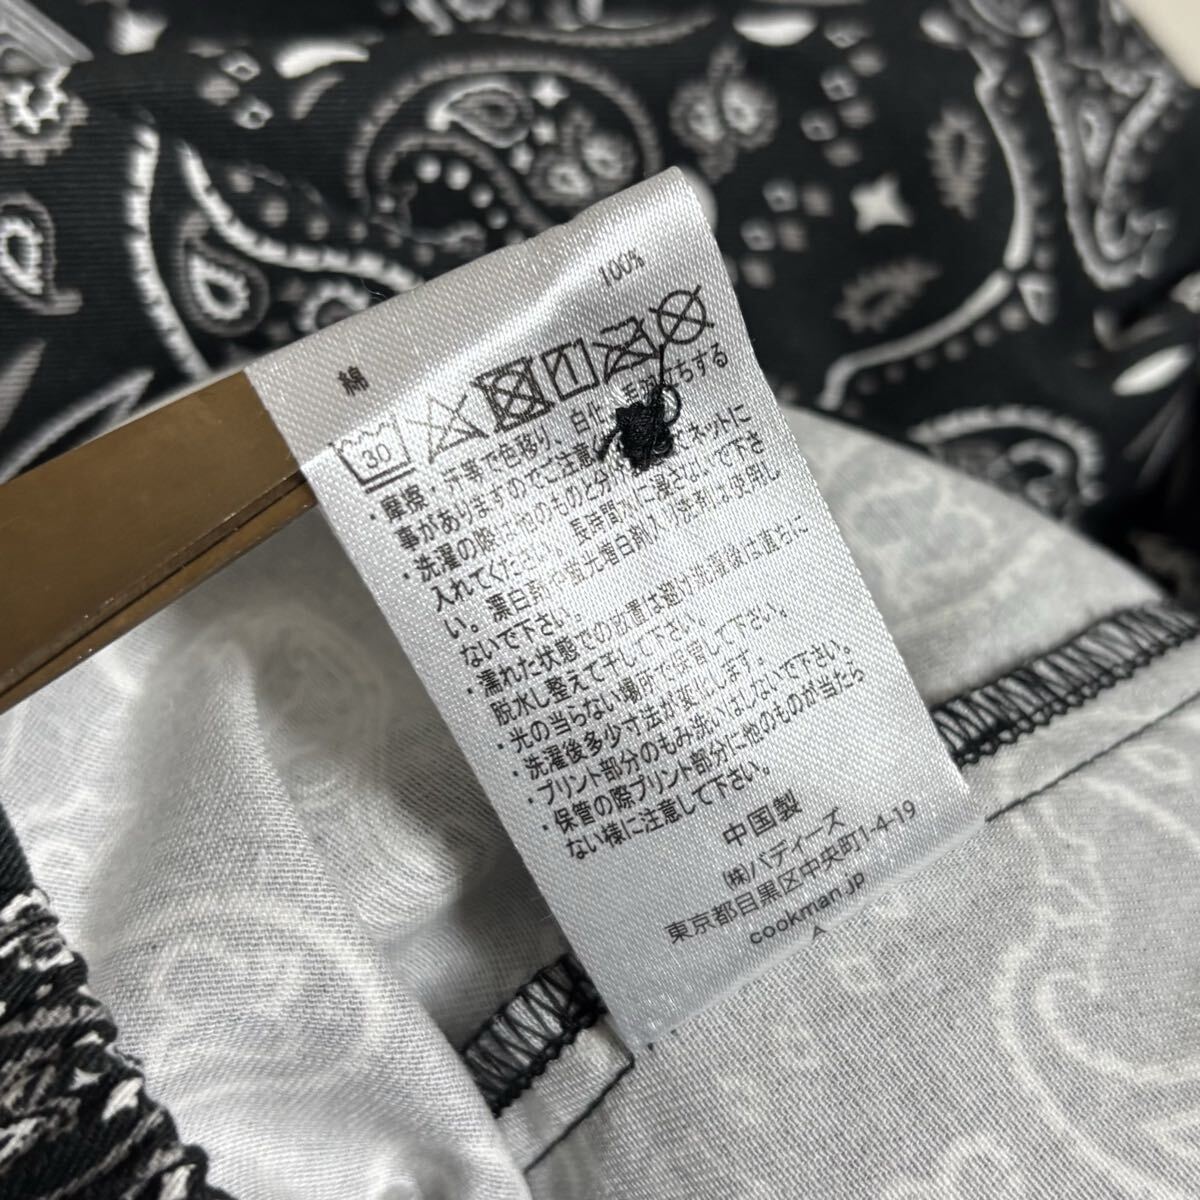 綿 100%
30
・摩擦・汗等で色移り、白化、毛羽立ちする
事がありますのでご注意く
・洗濯の際は他のものと分 ネットに
入れてください。長時間水に浸さないで下さ
い。漂白剤や蛍光増白剤入り洗剤は使用し
ないで下さい。
・濡れた状態での放置は避け洗濯後は直ちに
脱水し整えて干して下さい。
・光の当らない場所で保管して下さい。
・洗濯後多少寸法が変化します。
・プリント部分のもみ洗いはしないで下さい。
・保管の際プリント部分に他のものが当たら
ない様に注意して下さい。
中国製
(株)バディーズ
東京都目黒区中央町1-4-19
cookman.jp